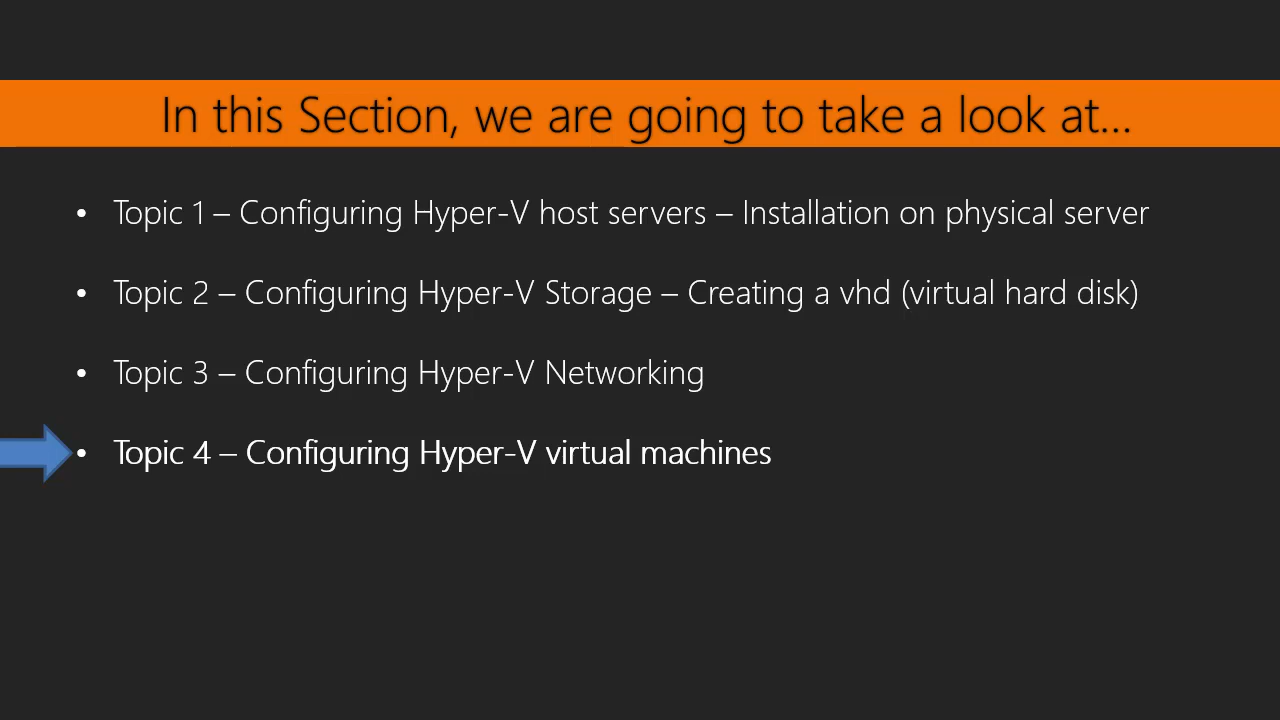 In this Section, we are going to take a look at...
• Topic 1 – Configuring Hyper-V host servers – Installation on physical server
• Topic 2 – Configuring Hyper-V Storage – Creating a vhd (virtual hard disk)
• Topic 3 – Configuring Hyper-V Networking
• Topic 4 – Configuring Hyper-V virtual machines